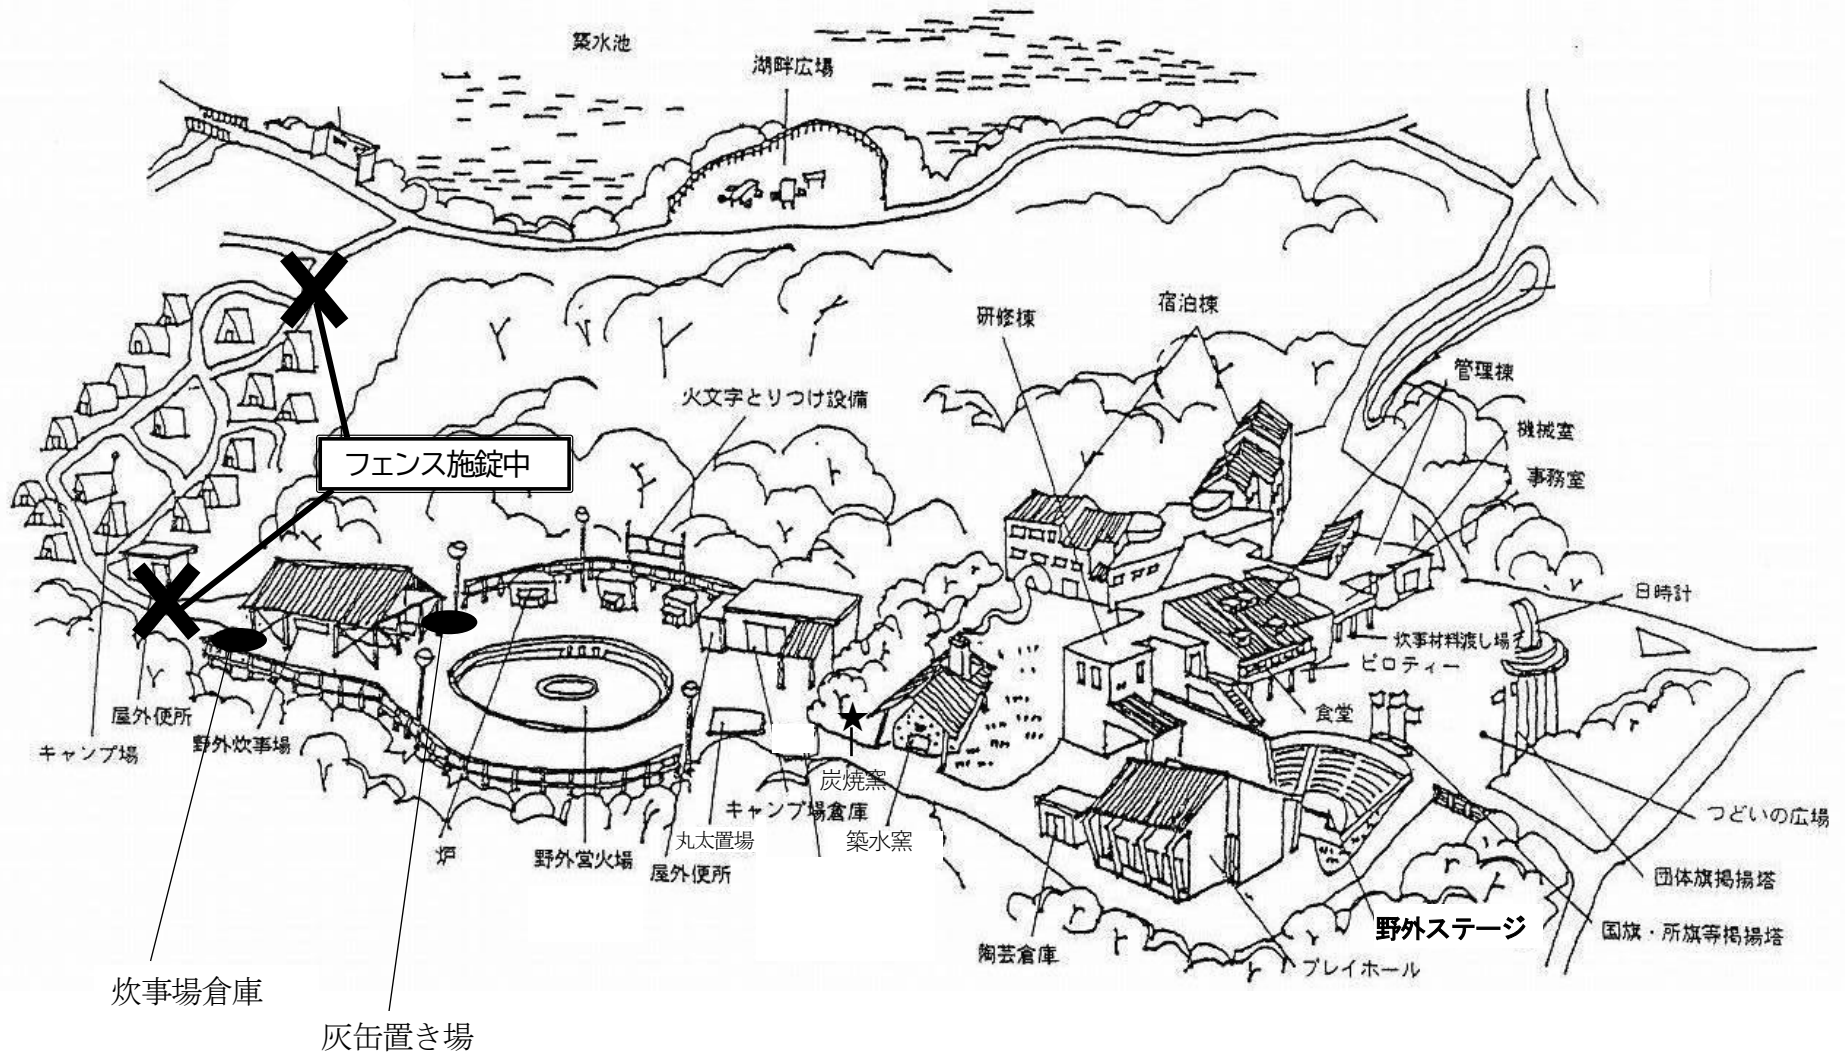 築水池
湖畔広場
宿泊棟
研修棟
管理棟
火文字とりつけ設備
機械室
フェンス施錠中
事務室
日時計
炊事材料渡し場
ピロティー
屋外便所
食堂
キャンプ場
野外炊事場
炭焼窯
キャンプ場倉庫
つどいの広場
丸太置場
築水窯
炉
野外営火場
屋外便所
団体旗掲揚塔
野外ステージ
国旗・所旗等掲揚塔
陶芸倉庫
プレイホール
炊事場倉庫
灰缶置き場